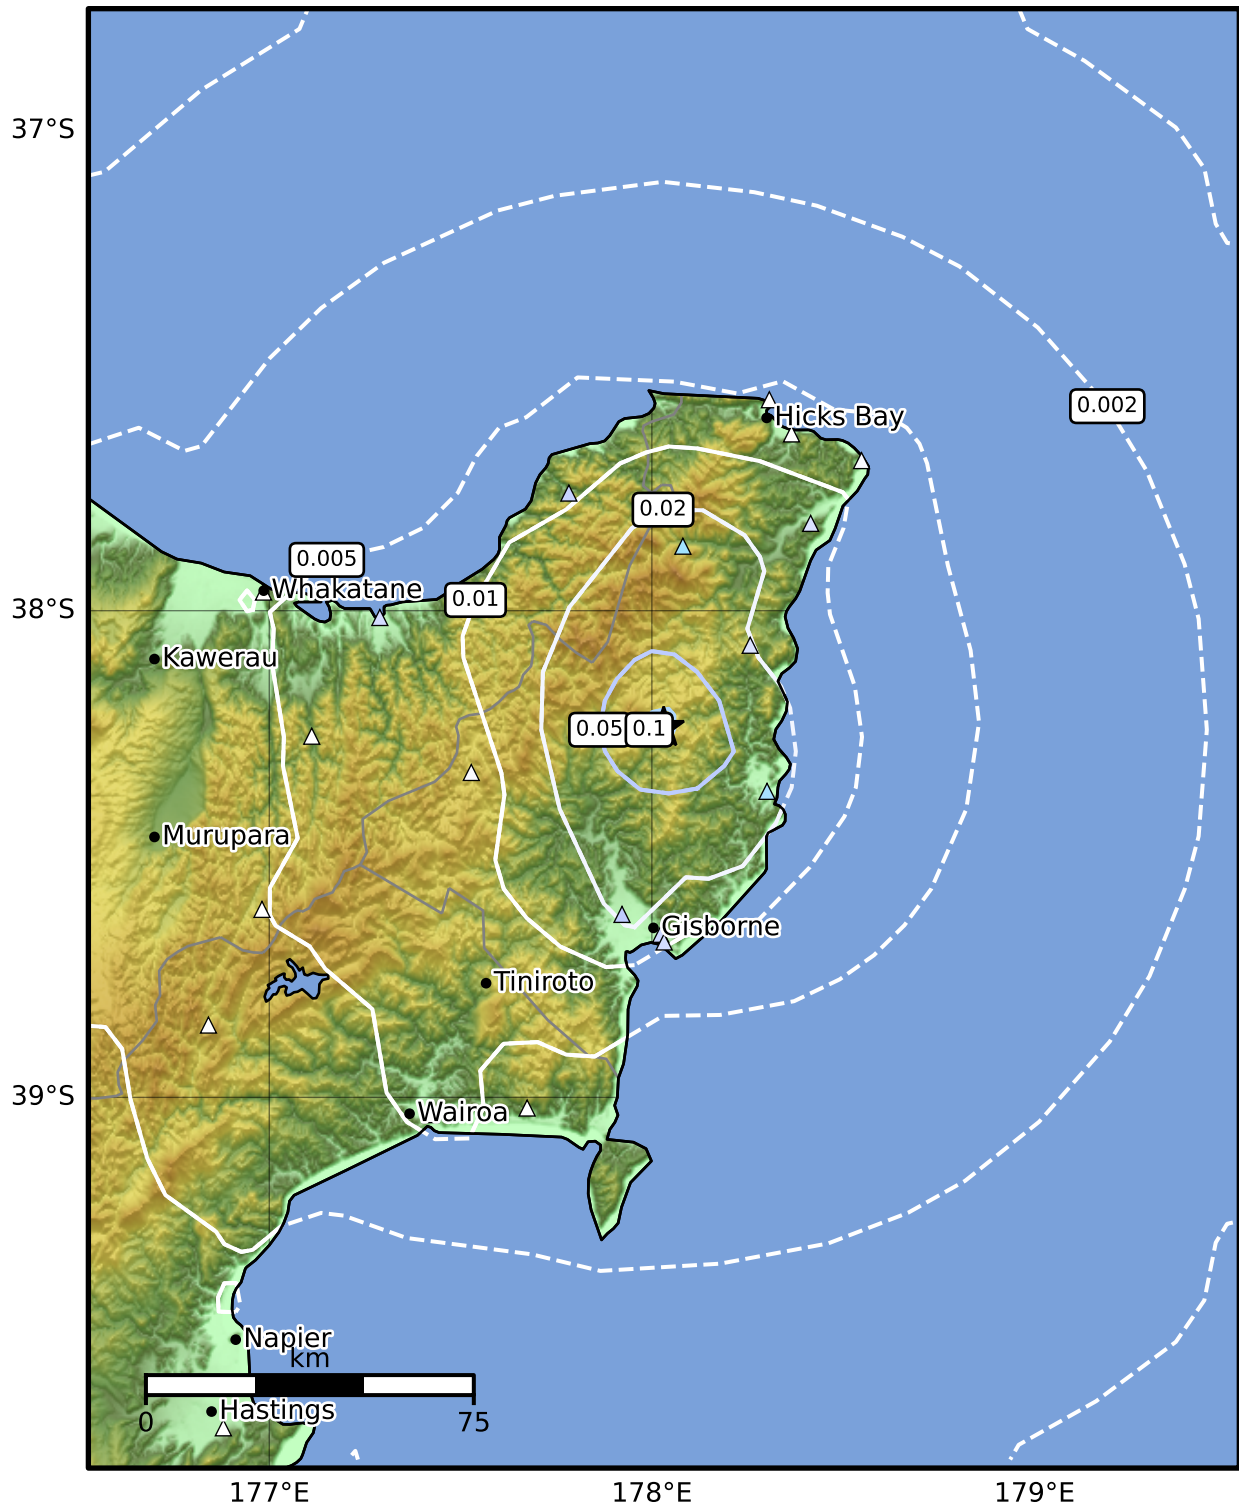 37°S
Hicks Bay
0.002
0.02
0.005
Whakatane
0.01
38°S
Kawerau
0.05
0.1
Murupara
Gisborne
Tiniroto
39°S
Wairoa
Napier
km
Hastings
0
75
177°E
178°E
179°E